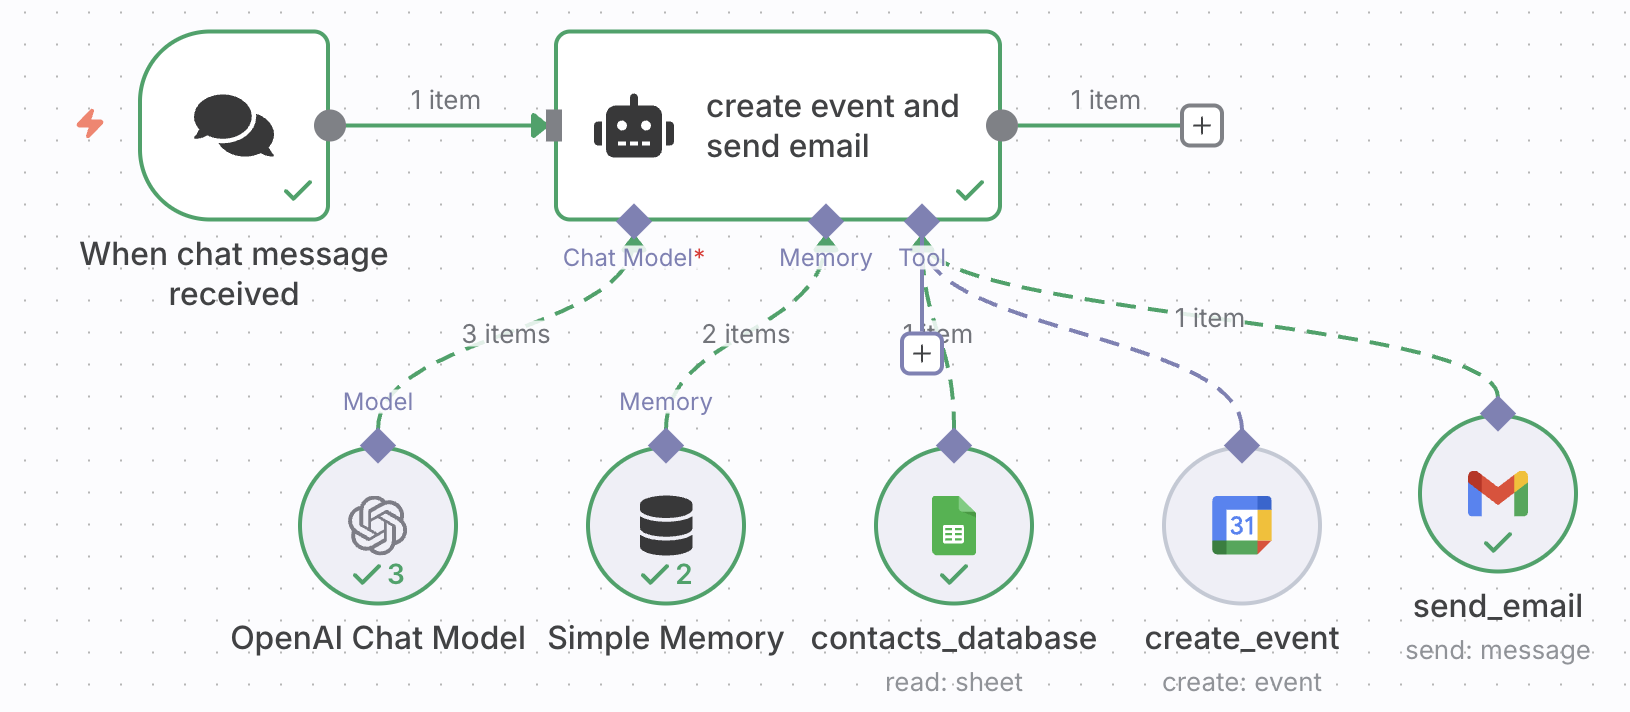 1 item
1 item
create event and
send email
Chat Model*
Memory
Tool
When chat message
received
3 items
2 items
1 item
1 item
Model
Memory
31
3
2
OpenAI Chat Model
Simple Memory
contacts_database
read: sheet
create_event
create: event
send_email
send: message